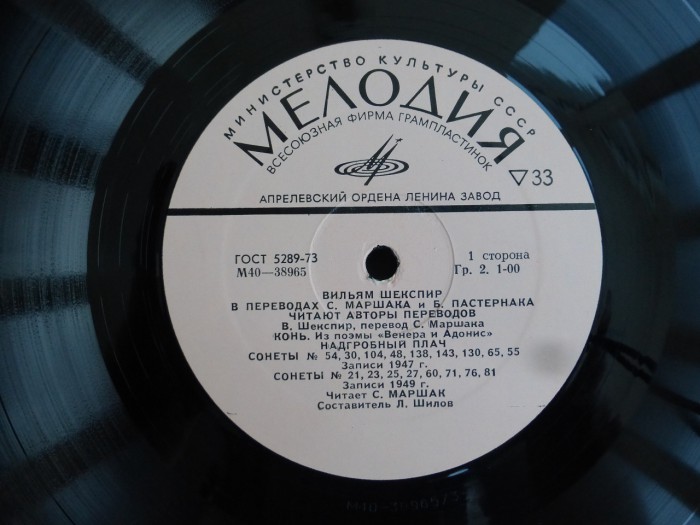 МИНИСТЕРСТВО КУЛЬТУРЫ СССР
МЕЛОДИЯ
ВСЕСОЮЗНАЯ ФИРМА ГРАМПЛАСТИНОК
33
АПРЕЛЕВСКИЙ ОРДЕНА ЛЕНИНА ЗАВОД
ГОСТ 5289-73
М40—38965
1 сторона
Гр. 2. 1-00
ВИЛЬЯМ ШЕКСПИР
В ПЕРЕВОДАХ С. МАРШАКА и Б. ПАСТЕРНАКА
ЧИТАЮТ АВТОРЫ ПЕРЕВОДОВ
В. Шекспир, перевод С. Маршака
КОНЬ. Из поэмы «Венера и Адонис»
НАДГРОБНЫЙ ПЛАЧ
СОНЕТЫ № 54, 30, 104, 48, 138, 143, 130, 65, 55
Записи 1947 г.
СОНЕТЫ № 21, 23, 25, 27, 60, 71, 76, 81
Записи 1949 г.
Читает С. МАРШАК
Составитель Л. Шилов